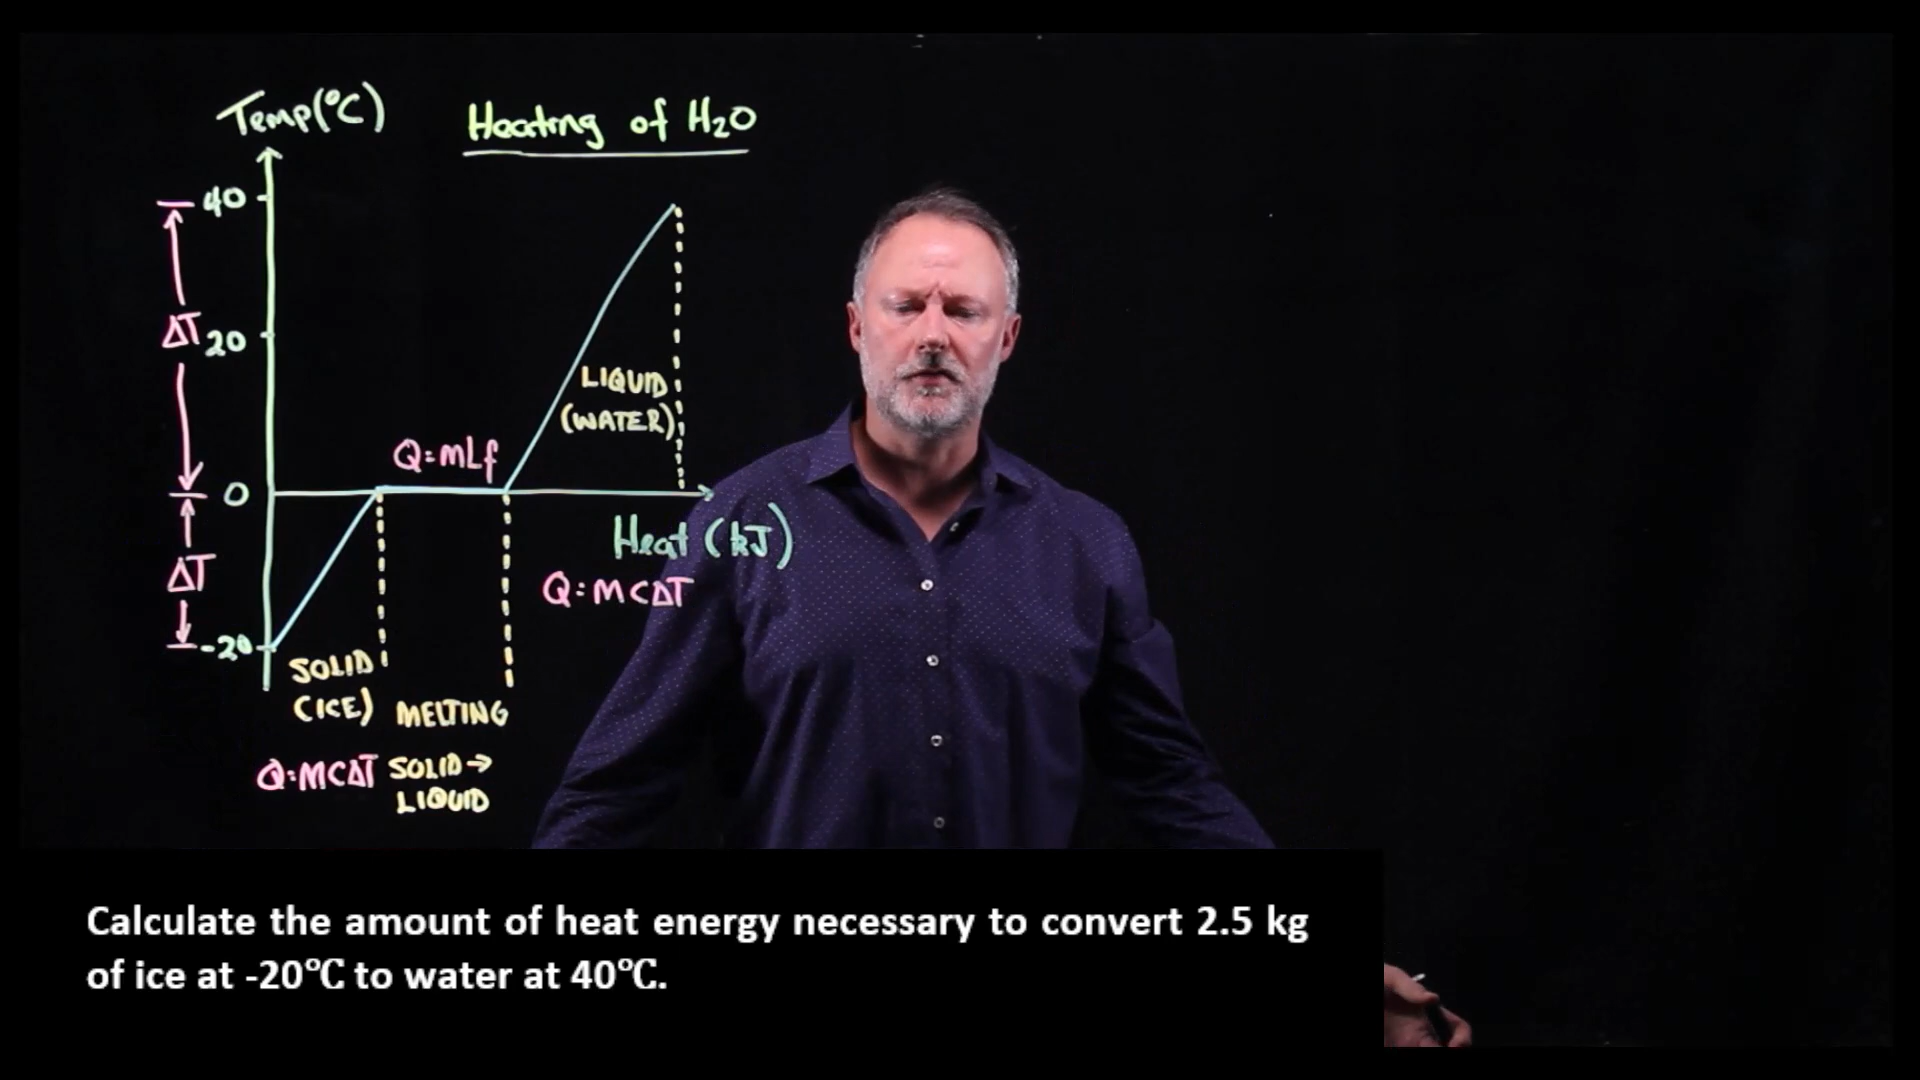 Temp(°C)
Heating of H2O
40
ΔT
20
LIQUID
(WATER)
Q=mLf
0
Heat (kJ)
ΔT
Q=MCΔT
-20
SOLID
(ICE)
MELTING
Q=MCΔT
SOLID→
LIQUID
Calculate the amount of heat energy necessary to convert 2.5 kg
of ice at -20°C to water at 40°C.